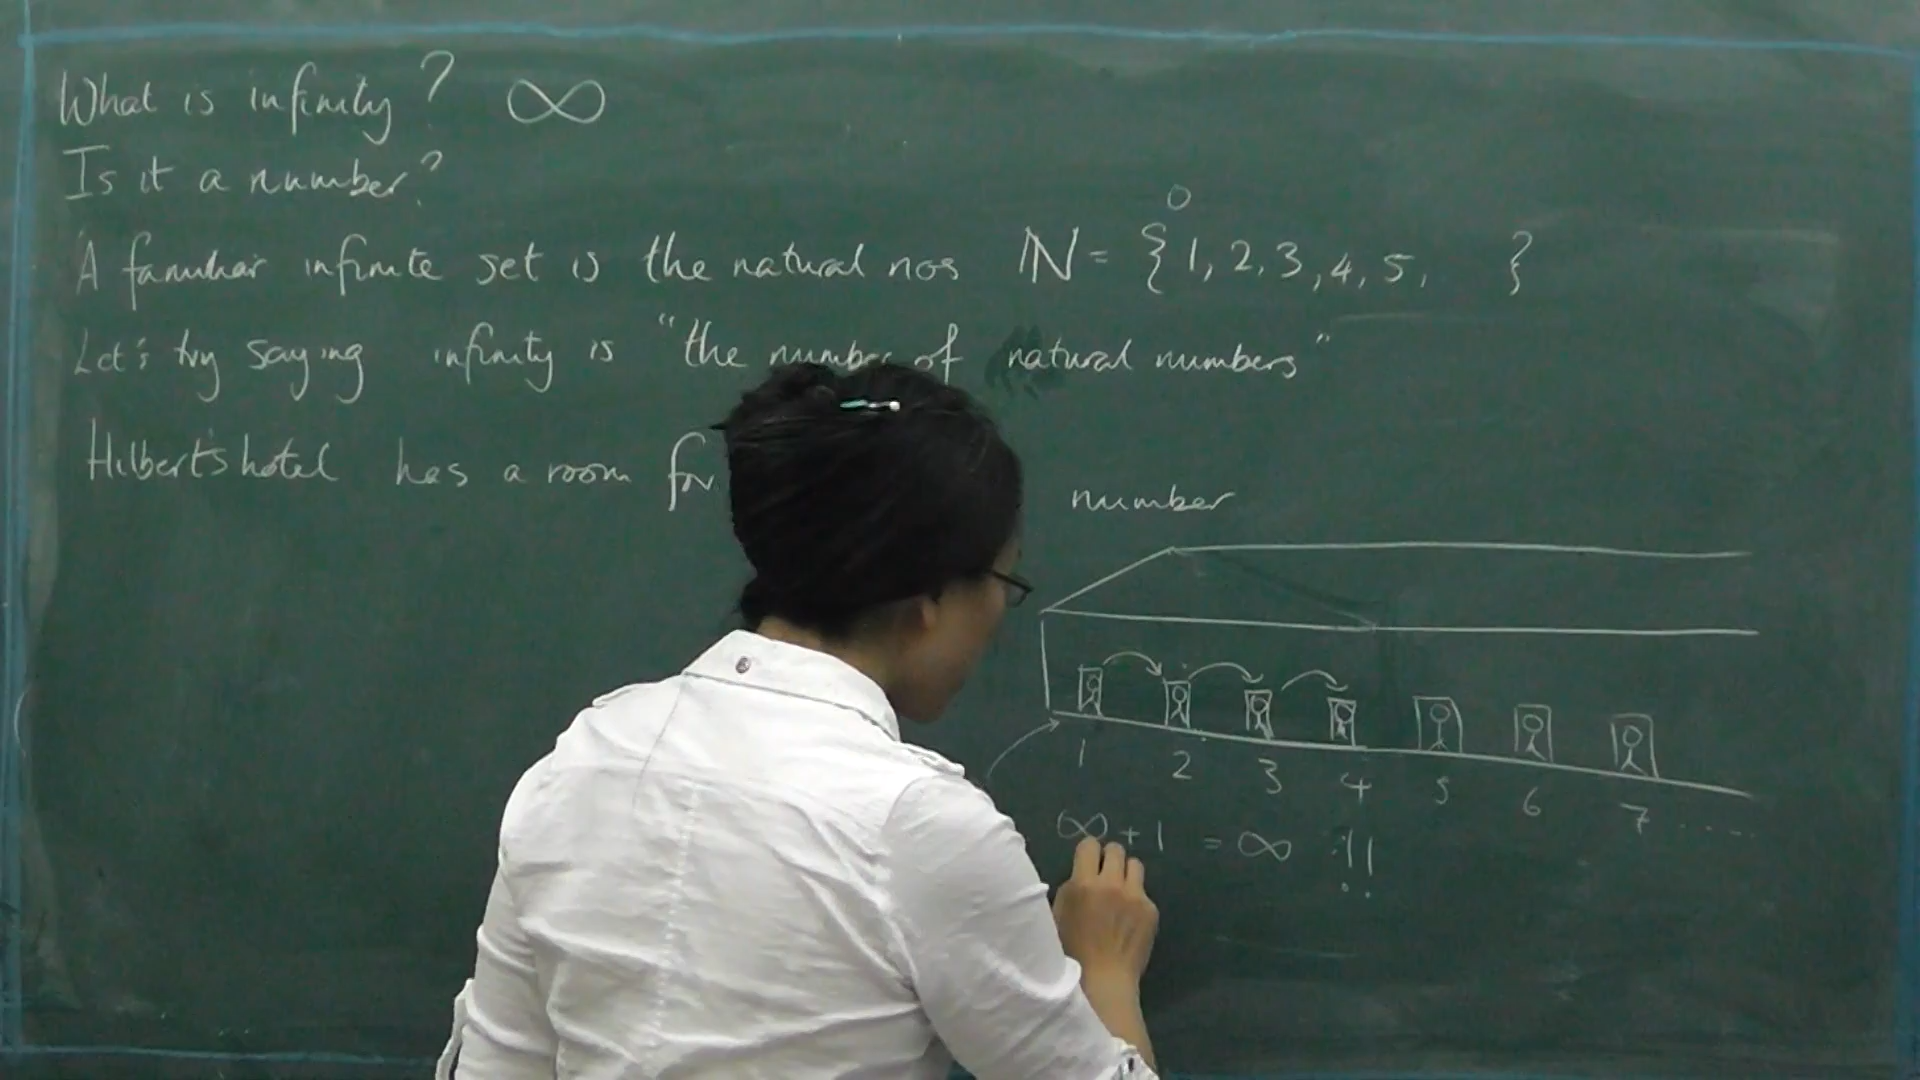 What is infinity? ∞
Is it a number?
0
A familiar infinite set is the natural nos ℕ = { 1, 2, 3, 4, 5, }
Let's try saying infinity is "the number of natural numbers"
Hilbert's hotel has a room for number
1 2 3 4 5 6 7 .....
∞ + 1 = ∞ !!